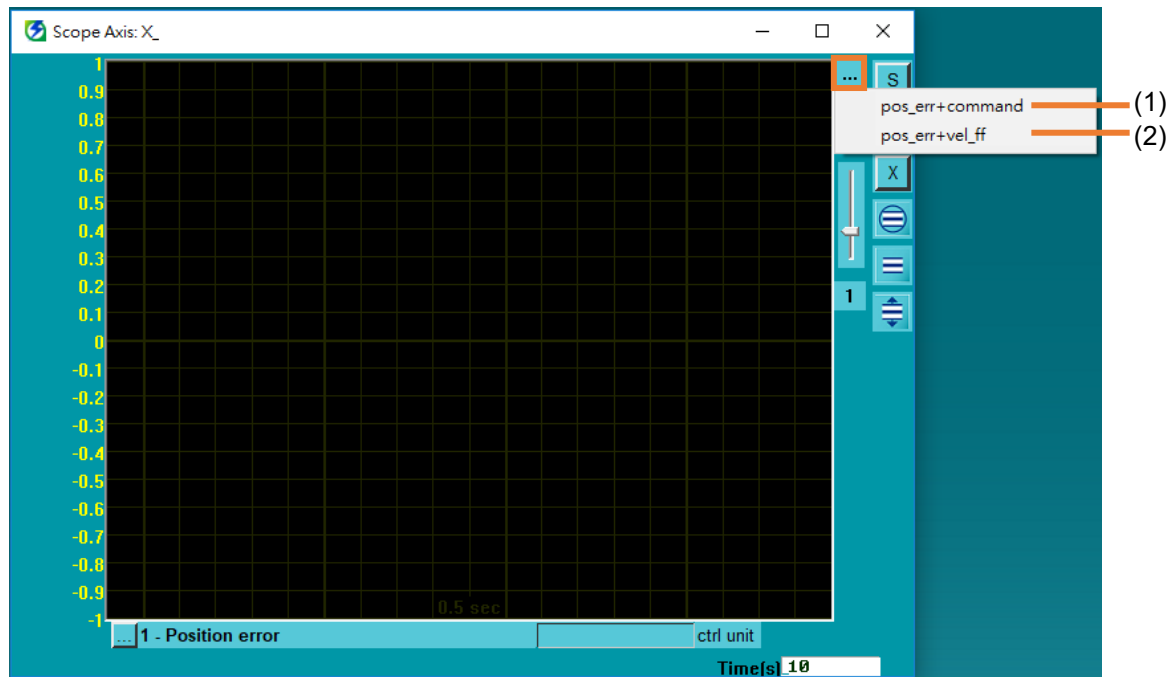 Scope Axis: X_
1
0.9
0.8
0.7
0.6
0.5
0.4
0.3
0.2
0.1
0
-0.1
-0.2
-0.3
-0.4
-0.5
-0.6
-0.7
-0.8
-0.9
-1
0.5 sec
... S
pos_err+command (1)
pos_err+vel_ff (2)
X
1
... 1 - Position error ctrl unit
Time(s) 10